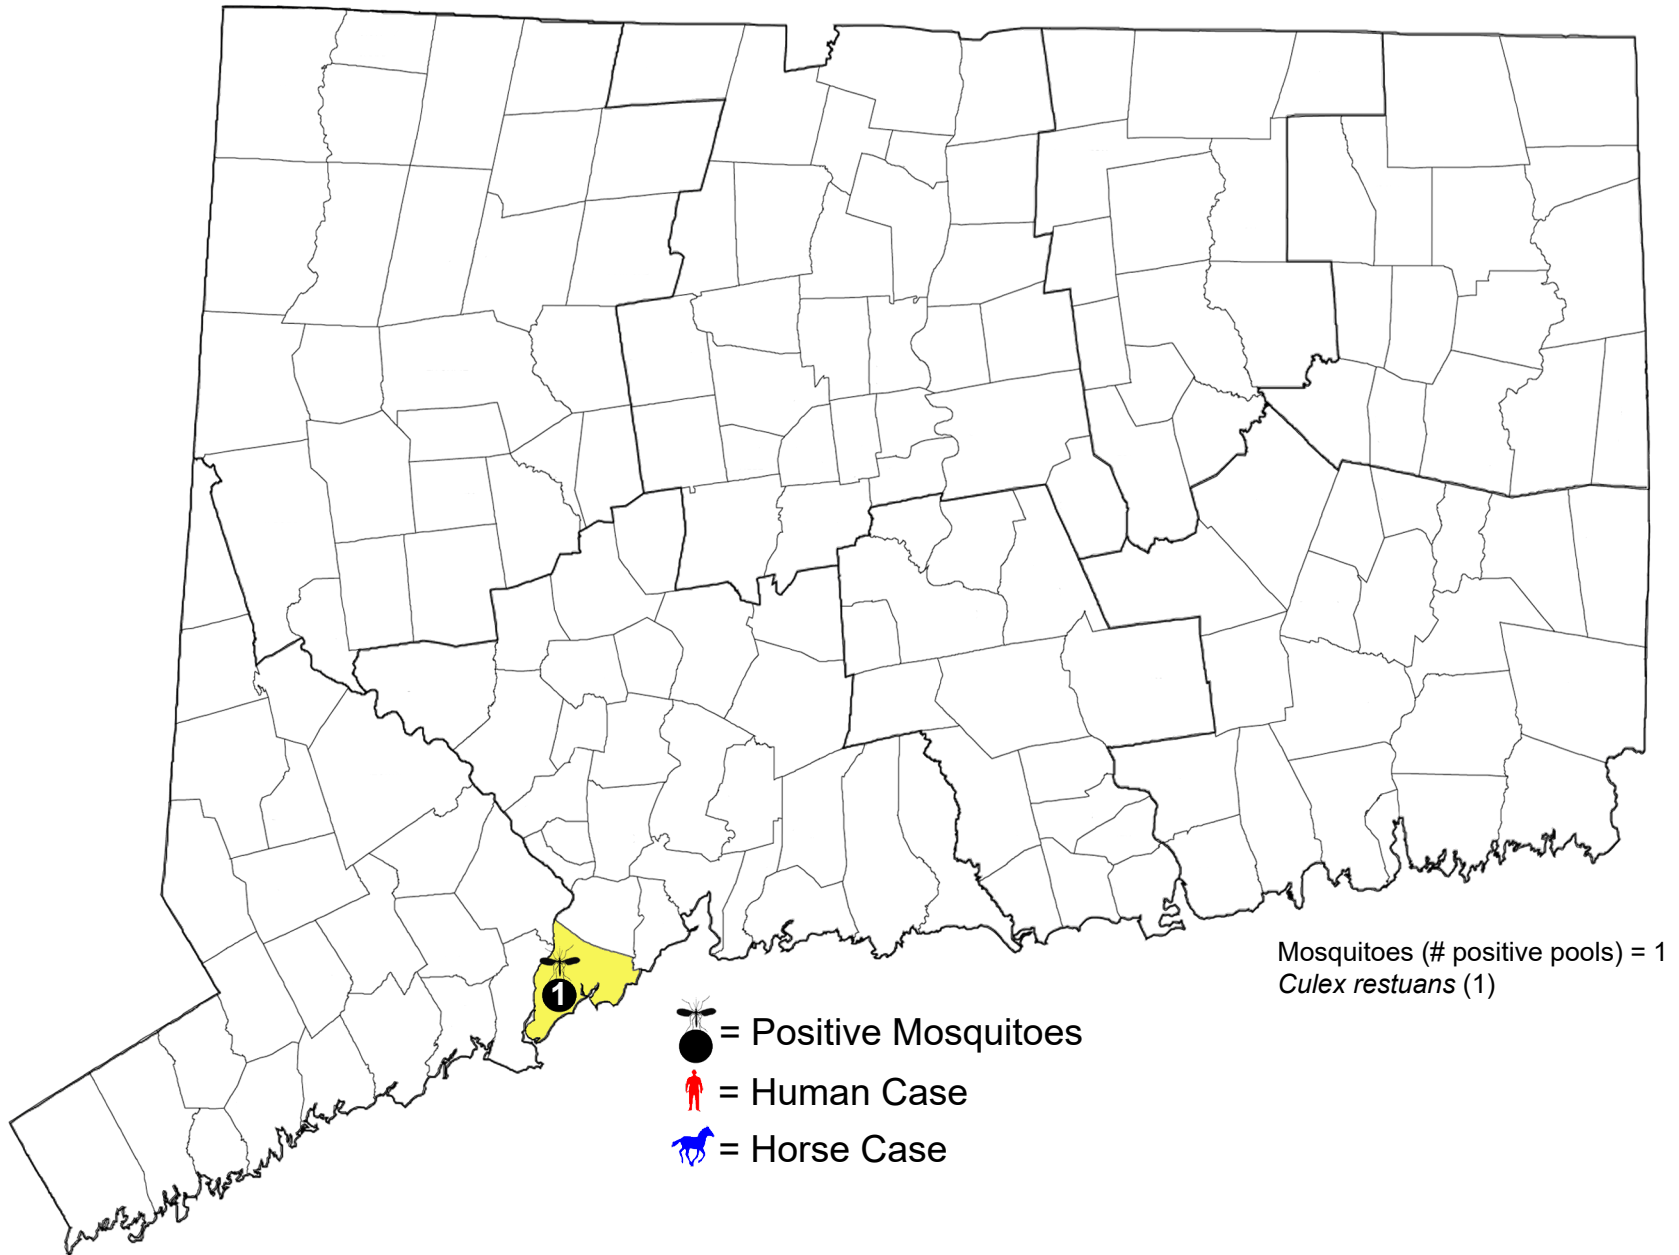 1
Mosquitoes (# positive pools) = 1
Culex restuans (1)
= Positive Mosquitoes
= Human Case
= Horse Case